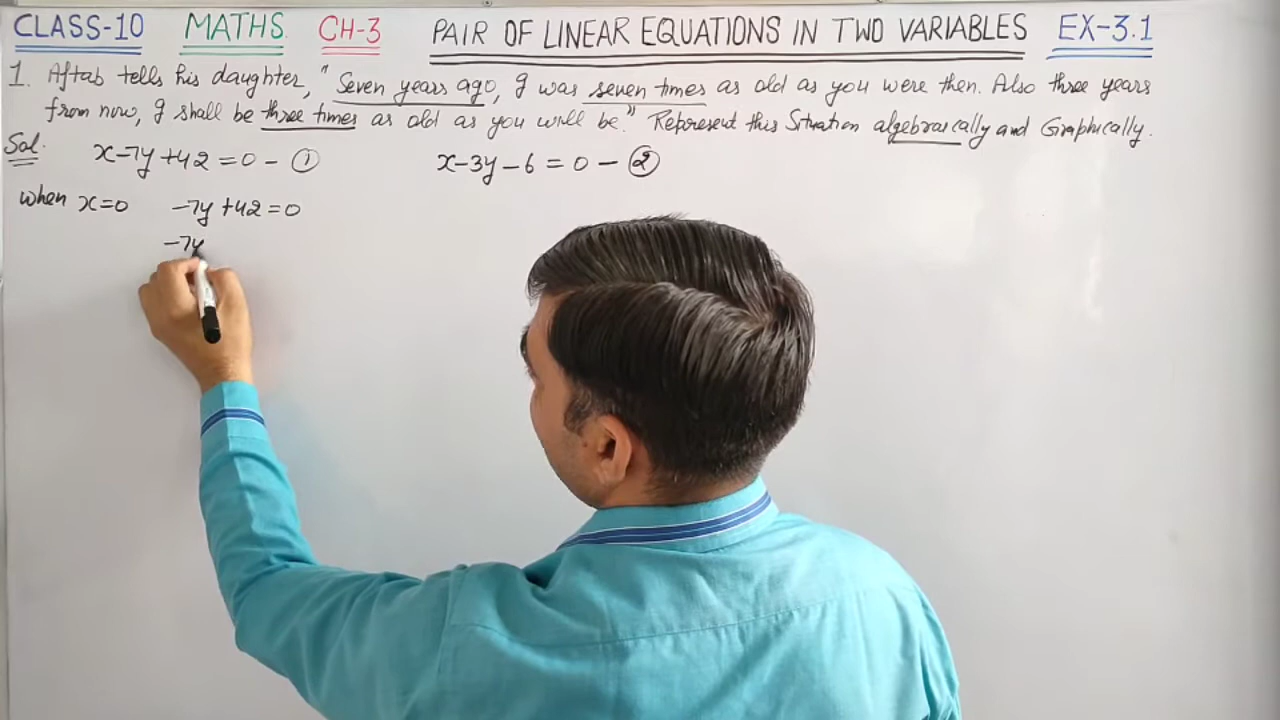 CLASS-10 MATHS CH-3 PAIR OF LINEAR EQUATIONS IN TWO VARIABLES EX-3.1
1. Aftab tells his daughter, "Seven years ago, I was seven times as old as you were then. Also three years
from now, I shall be three times as old as you will be." Represent this Situation algebraically and Graphically.
Sol. x-7y+42=0-① x-3y-6=0-②
when x=0 -7y+42=0
-7y